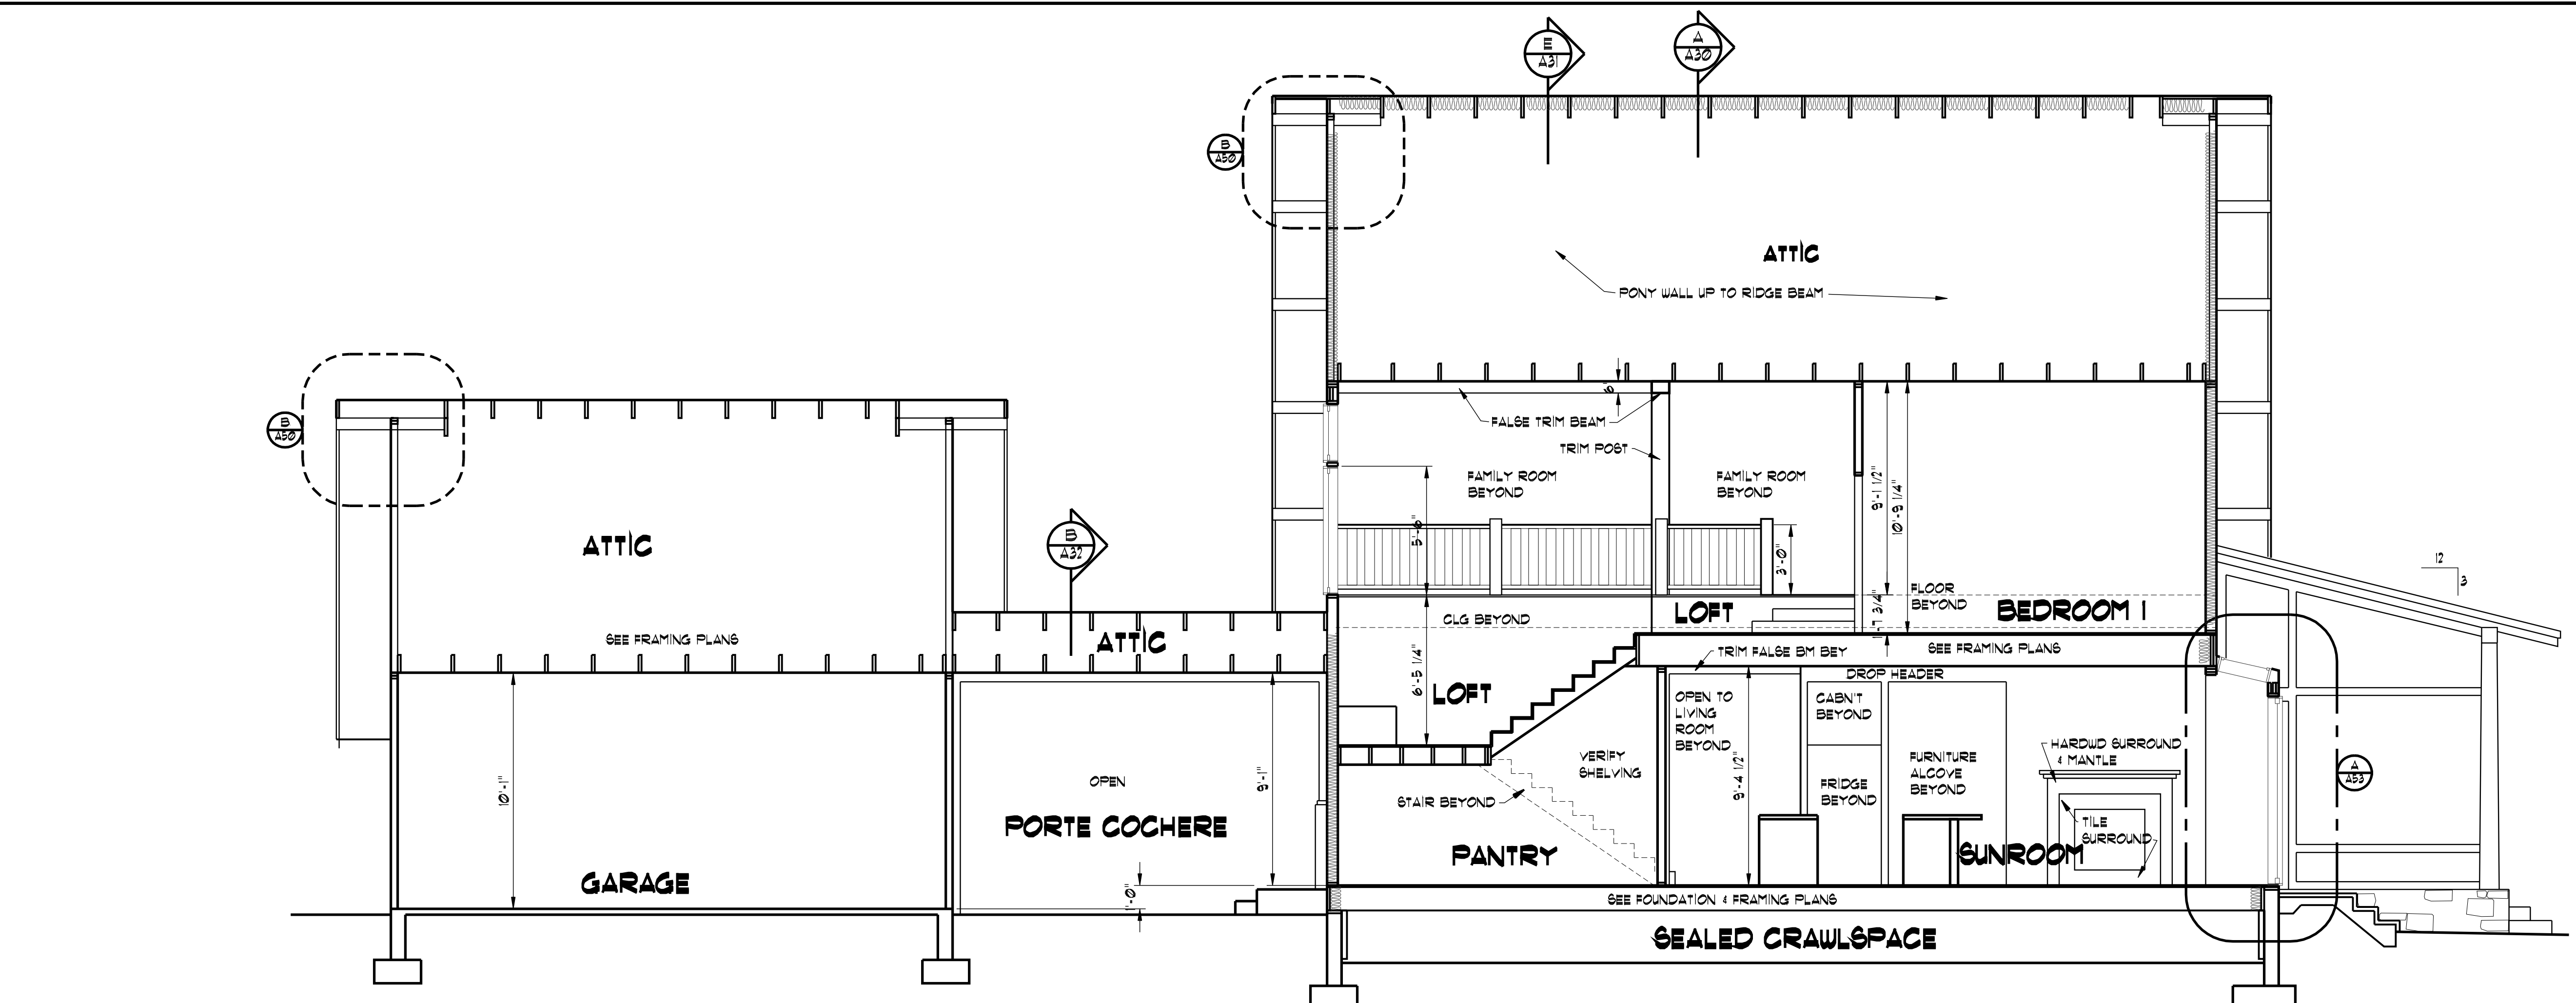 E
A31
A
A30
B
A50
ATTIC
PONY WALL UP TO RIDGE BEAM
6"
FALSE TRIM BEAM
TRIM POST
FAMILY ROOM
BEYOND
FAMILY ROOM
BEYOND
9'-1 1/2"
10'-9 1/4"
5'-6"
3'-0"
B
A50
ATTIC
B
A32
12
3
SEE FRAMING PLANS
ATTIC
CLG BEYOND
LOFT
1'-7 3/4"
FLOOR
BEYOND
BEDROOM 1
6'-5 1/4"
LOFT
TRIM FALSE BM BEY
SEE FRAMING PLANS
DROP HEADER
OPEN TO
LIVING
ROOM
BEYOND
CABN'T
BEYOND
10'-1"
OPEN
9'-1"
PORTE COCHERE
GARAGE
1'-0"
VERIFY
SHELVING
STAIR BEYOND
9'-4 1/2"
FRIDGE
BEYOND
FURNITURE
ALCOVE
BEYOND
HARDWD SURROUND
& MANTLE
TILE
SURROUND
A
A53
PANTRY
SUNROOM
SEE FOUNDATION & FRAMING PLANS
SEALED CRAWLSPACE